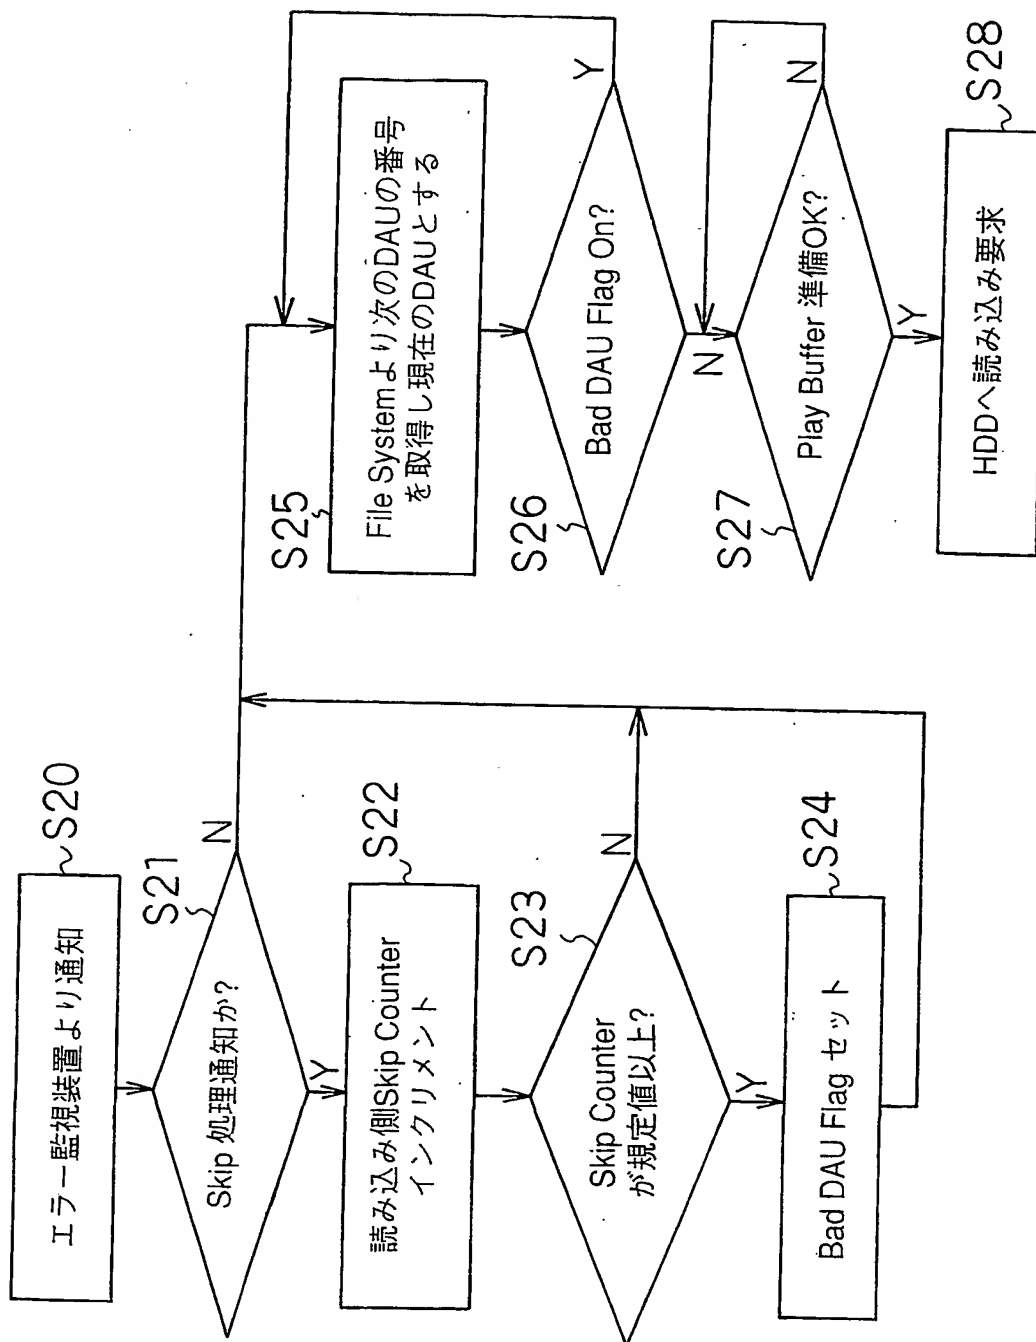 エラー監視装置より通知
S20
Skip 処理通知か?
S21
N
Y
読み込み側Skip Counter
インクリメント
S22
Skip Counter
が規定値以上?
S23
N
Y
Bad DAU Flag セット
S24
File Systemより次のDAUの番号
を取得し現在のDAUとする
S25
Bad DAU Flag On?
S26
Y
N
Play Buffer 準備OK?
S27
N
Y
HDDへ読み込み要求
S28